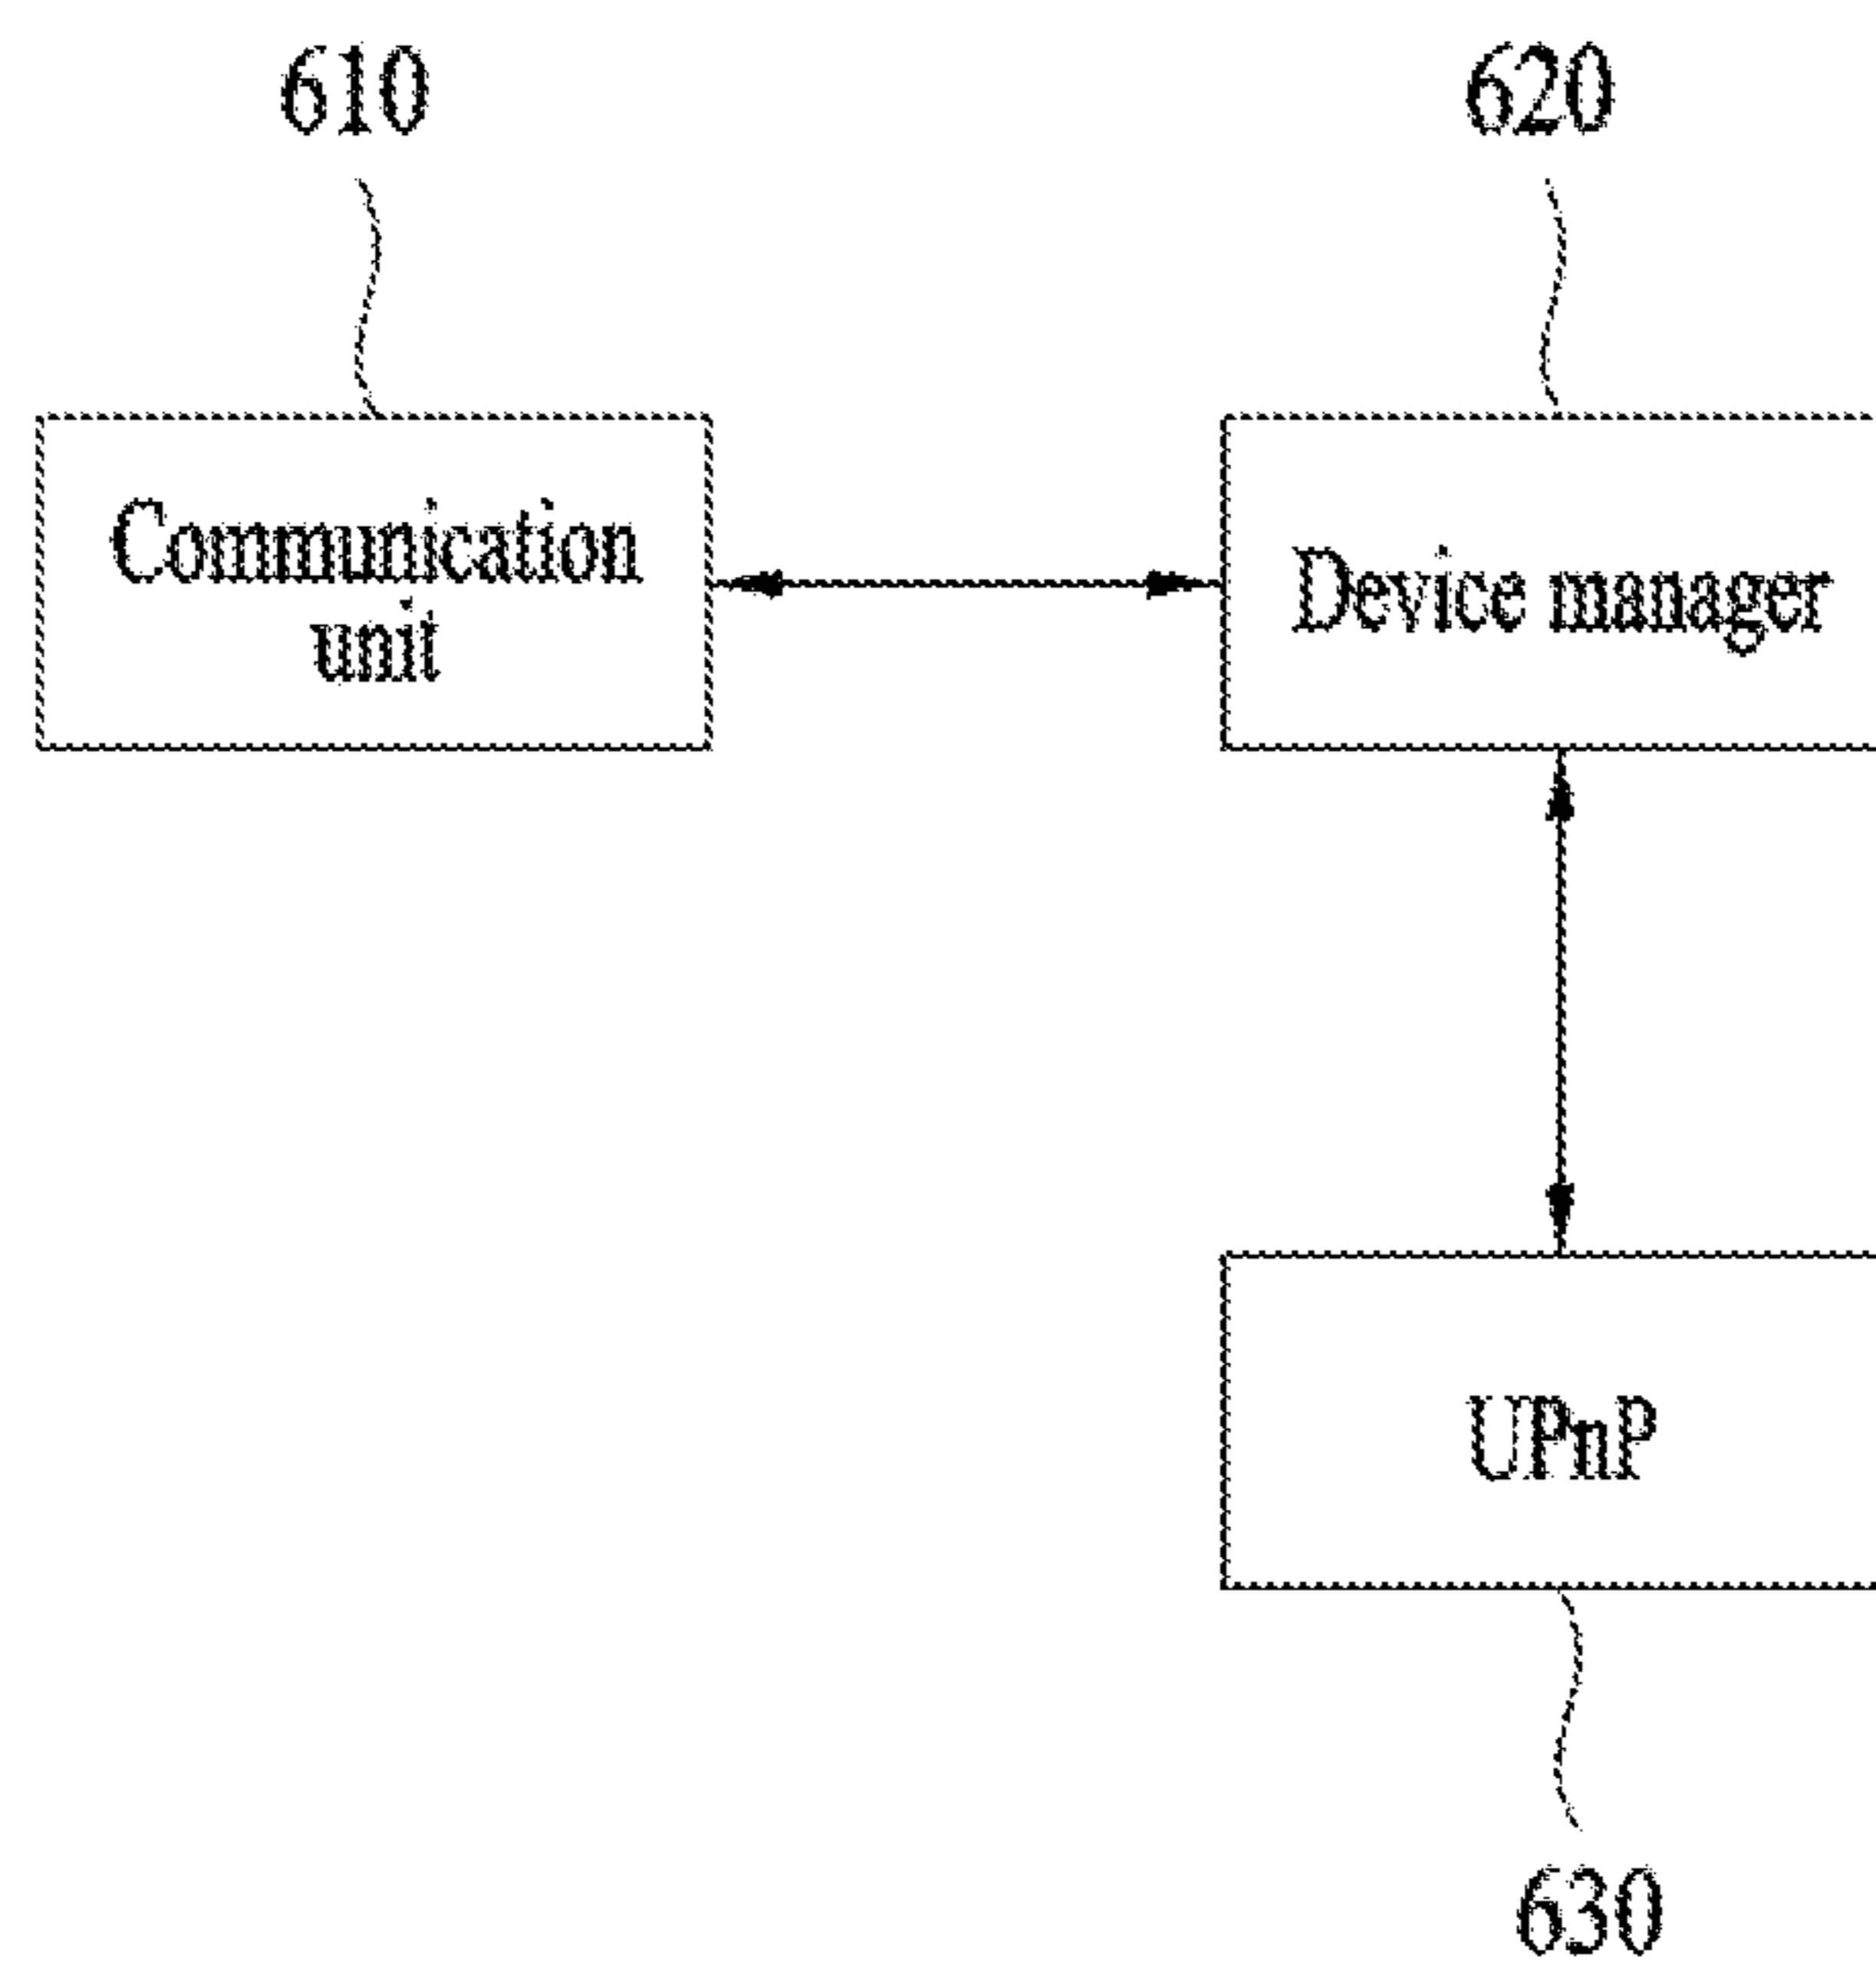 610
620
Communication
unit
Device manager
UPnP
630